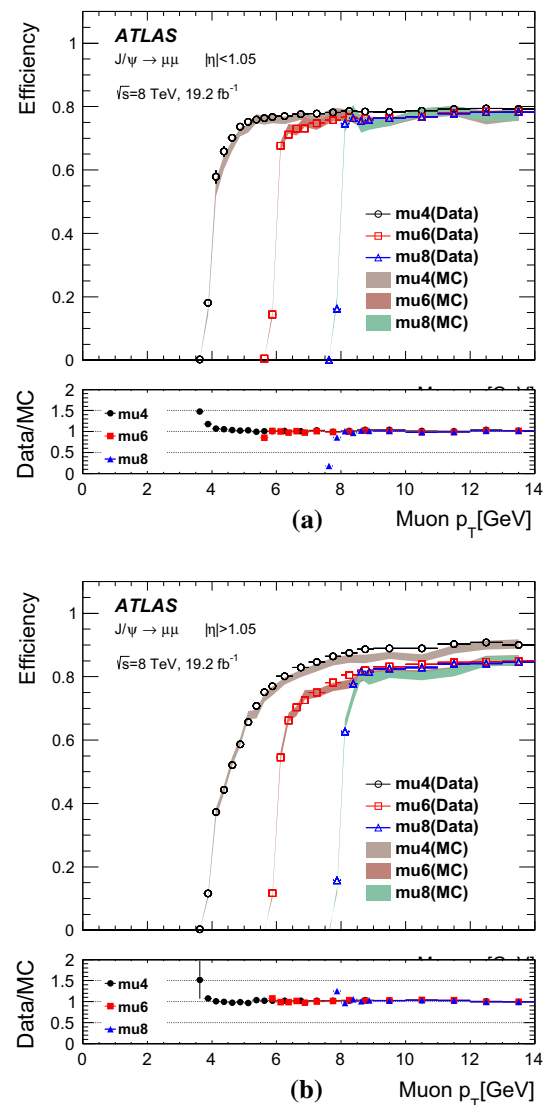 ATLAS
J/ψ → μμ |η|<1.05
√s=8 TeV, 19.2 fb⁻¹
Efficiency
1
0.8
0.6
0.4
0.2
0
mu4(Data)
mu6(Data)
mu8(Data)
mu4(MC)
mu6(MC)
mu8(MC)
Data/MC
2
1.5
1
0.5
0
mu4
mu6
mu8
0 2 4 6 8 10 12 14
(a) Muon p_T[GeV]
ATLAS
J/ψ → μμ |η|>1.05
√s=8 TeV, 19.2 fb⁻¹
Efficiency
1
0.8
0.6
0.4
0.2
0
mu4(Data)
mu6(Data)
mu8(Data)
mu4(MC)
mu6(MC)
mu8(MC)
Data/MC
2
1.5
1
0.5
0
mu4
mu6
mu8
0 2 4 6 8 10 12 14
(b) Muon p_T[GeV]